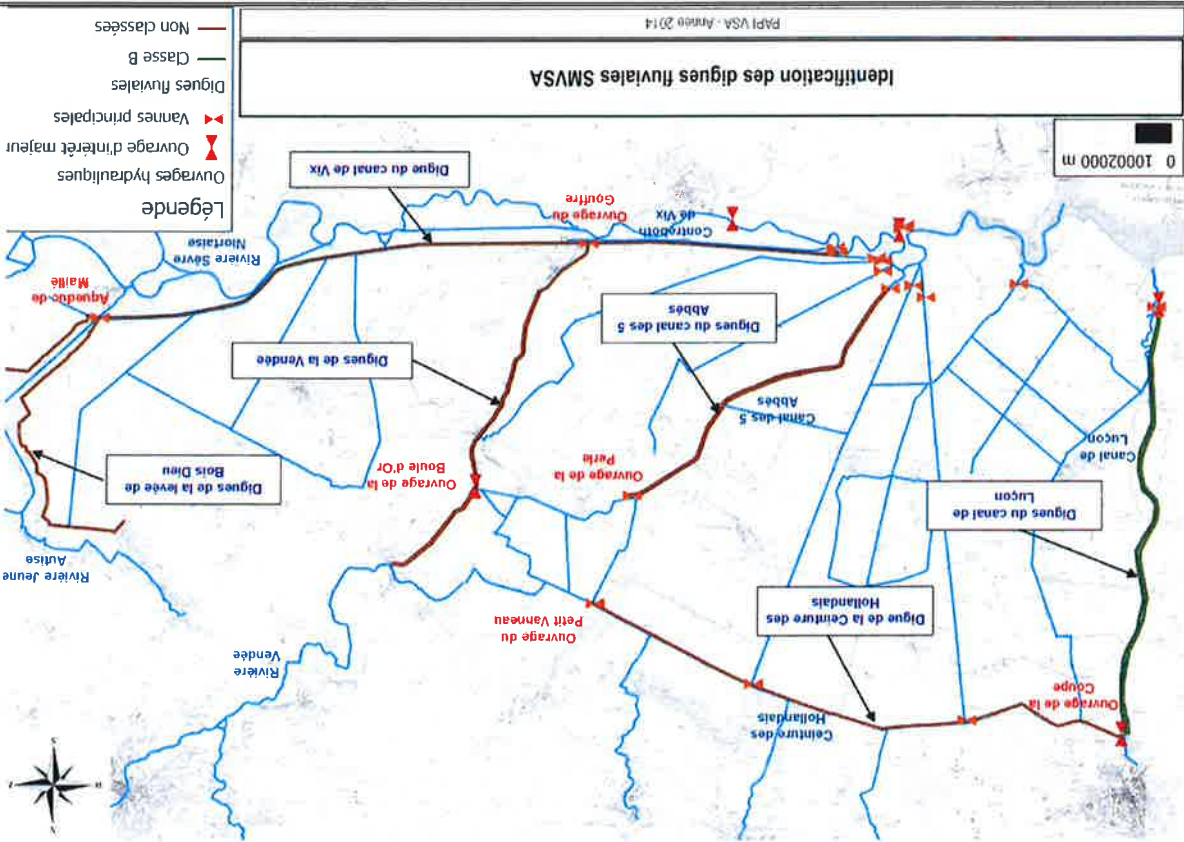 Ouvrage de la
Coupe
Ceinture des
Hollandais
Rivière
Vendée
Digue de la Ceinture des
Hollandais
Ouvrage du
Petit Vanneau
Rivière Jeune
Autise
Digues du canal de
Luçon
Ouvrage de la
Perle
Ouvrage de la
Boule d'Or
Digues de la levée de
Bois Dieu
Canal de
Luçon
Canal des 5
Abbés
Digues du canal des 5
Abbés
Digues de la Vendée
Aqueduc de
Maillé
Rivière Sèvre
Niortaise
Contreboth
de Vix
Ouvrage du
Gouffre
Digue du canal de Vix
0 10002000 m
Légende
Ouvrages hydrauliques
Ouvrage d'intérêt majeur
Vannes principales
Digues fluviales
Classe B
Non classées
Identification des digues fluviales SMVSA
PAPI VSA - Année 2014